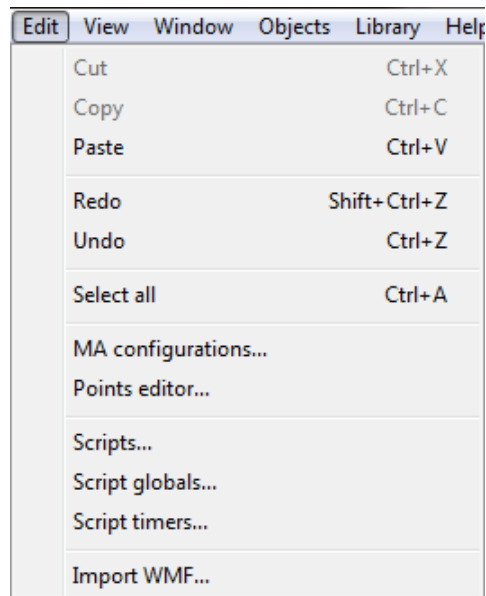 Edit View Window Objects Library Help
Cut Ctrl+X
Copy Ctrl+C
Paste Ctrl+V
Redo Shift+Ctrl+Z
Undo Ctrl+Z
Select all Ctrl+A
MA configurations...
Points editor...
Scripts...
Script globals...
Script timers...
Import WMF...